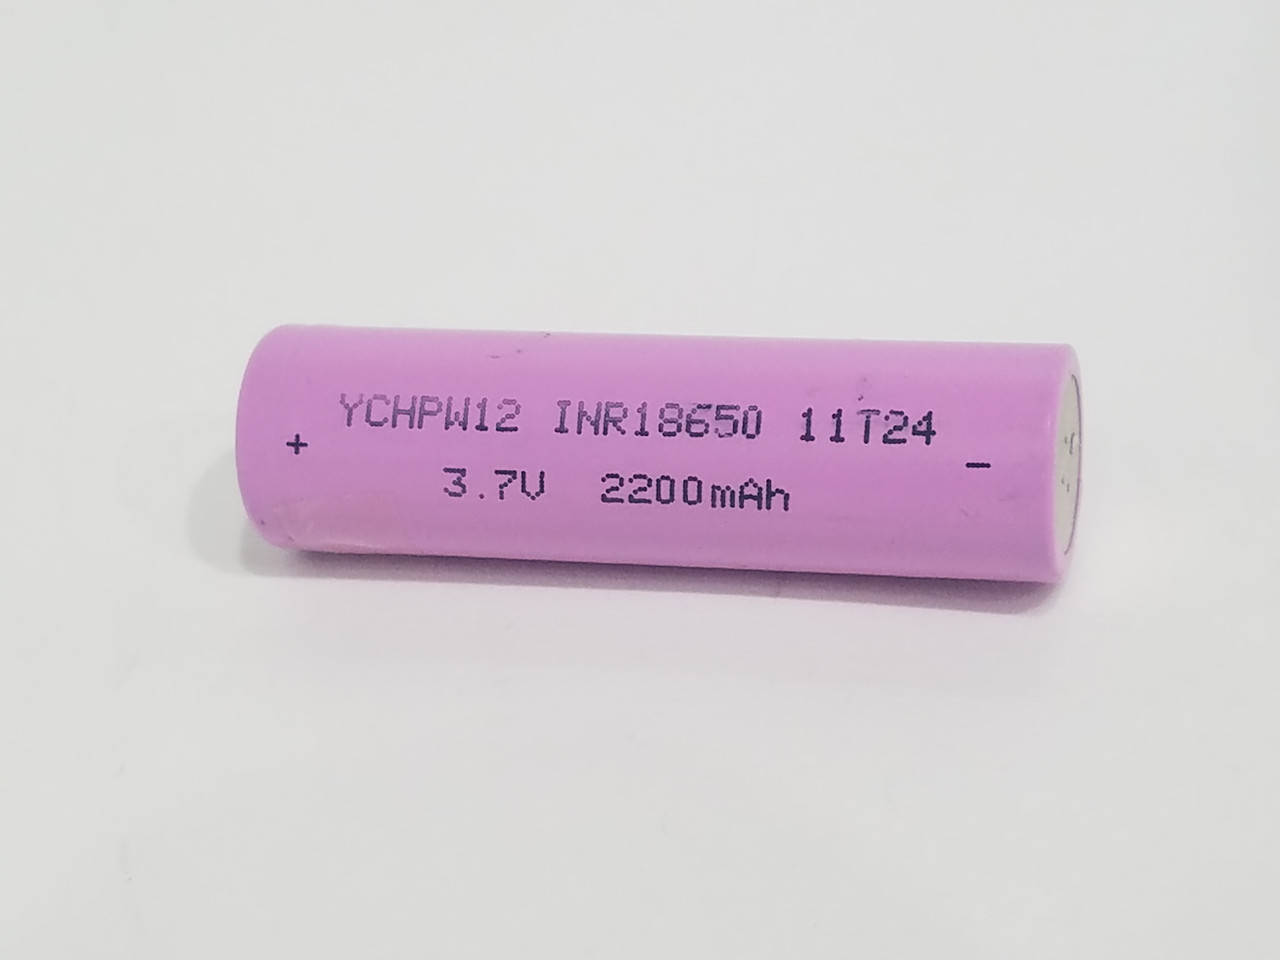 YCHPW12 INR18650 11T24
+ -
3.7V 2200mAh